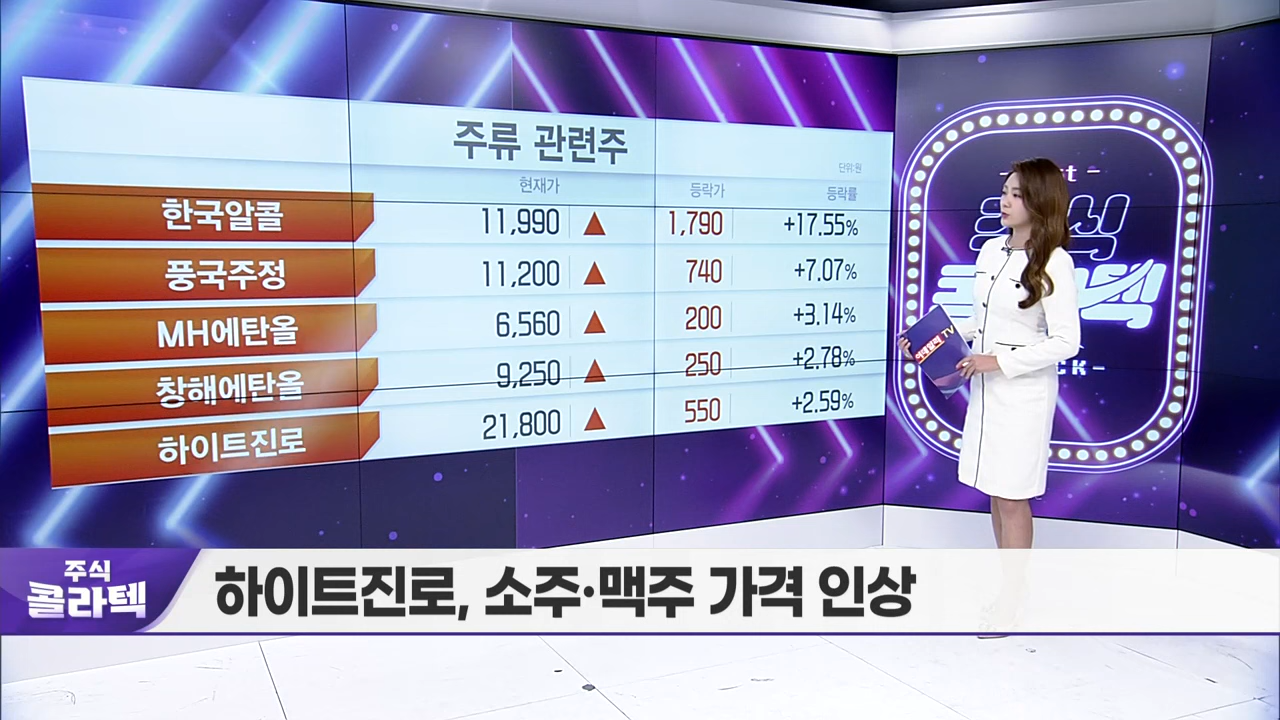 주류 관련주
단위:원
현재가 등락가 등락률
한국알콜 11,990 ▲ 1,790 +17.55%
풍국주정 11,200 ▲ 740 +7.07%
MH에탄올 6,560 ▲ 200 +3.14%
창해에탄올 9,250 ▲ 250 +2.78%
하이트진로 21,800 ▲ 550 +2.59%
TV
주식
콜라텍
하이트진로, 소주·맥주 가격 인상